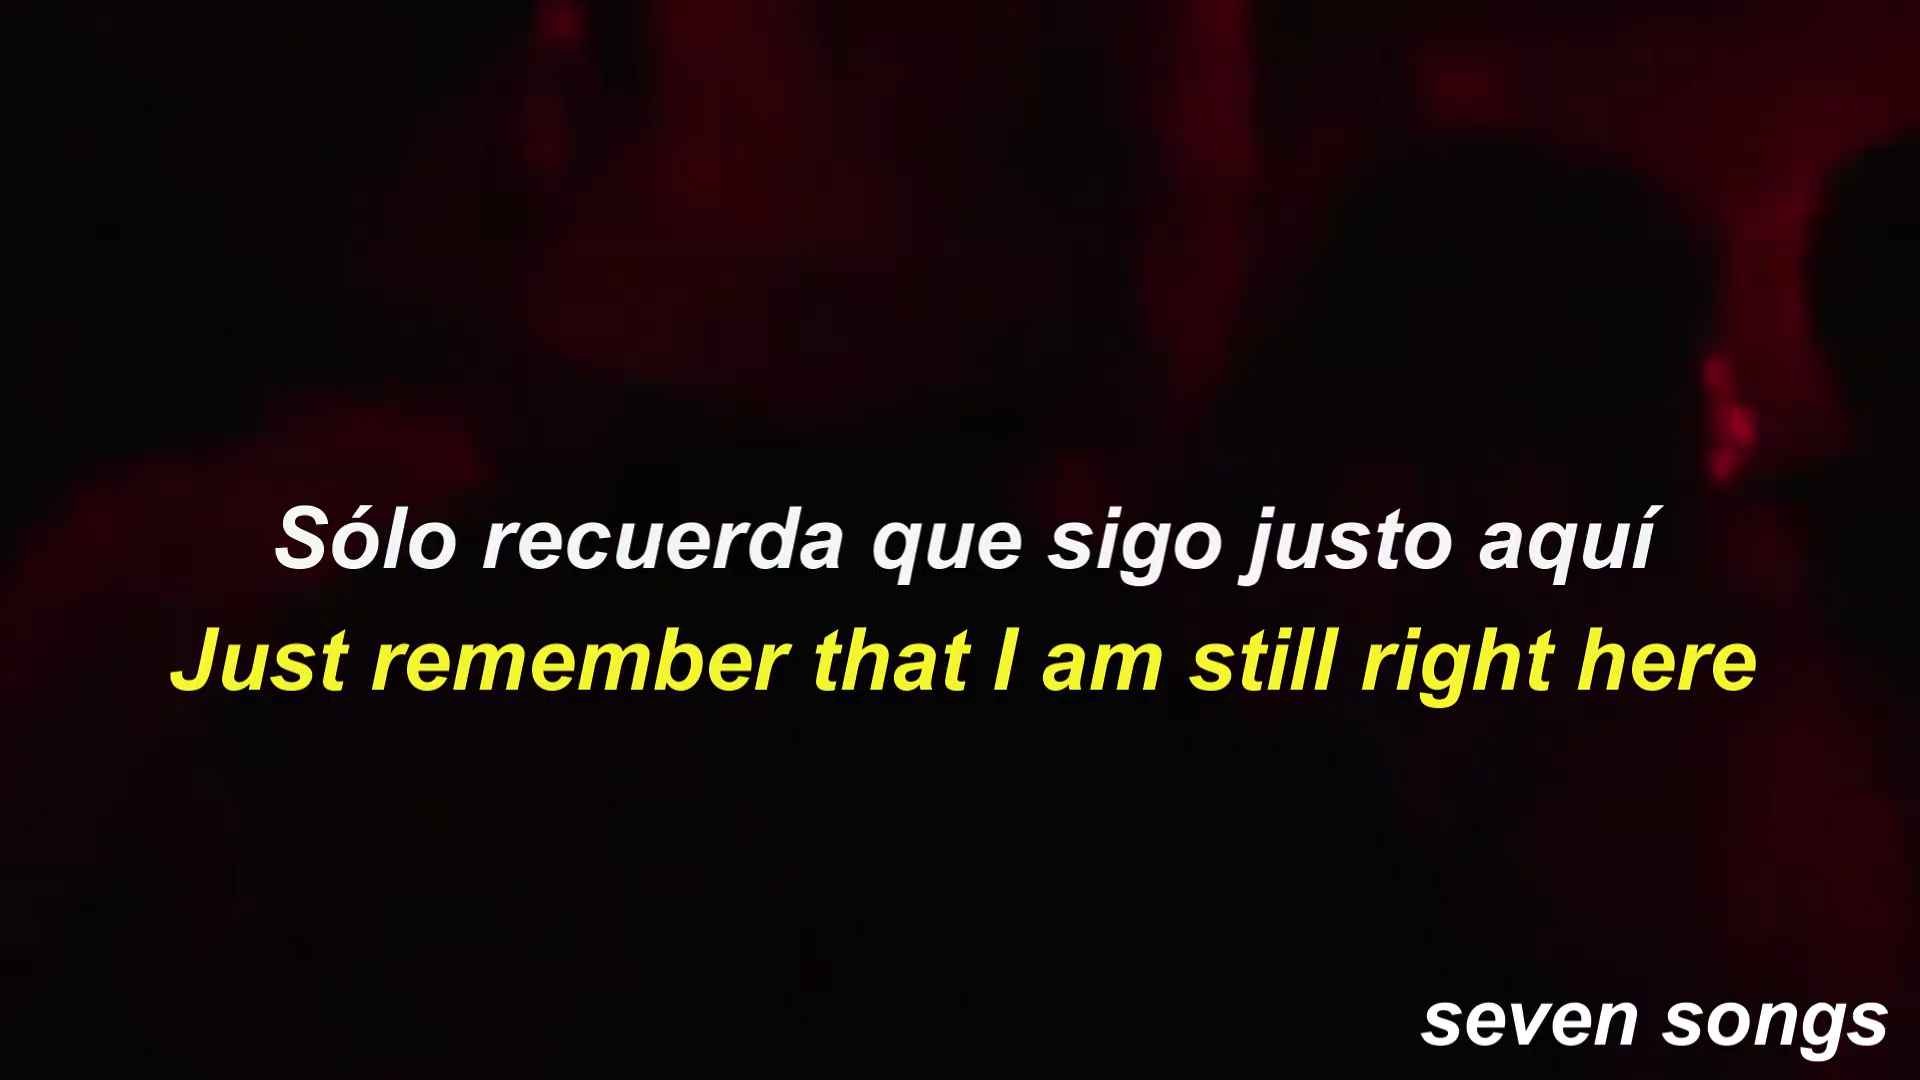 Sólo recuerda que sigo justo aquí
Just remember that I am still right here
seven songs